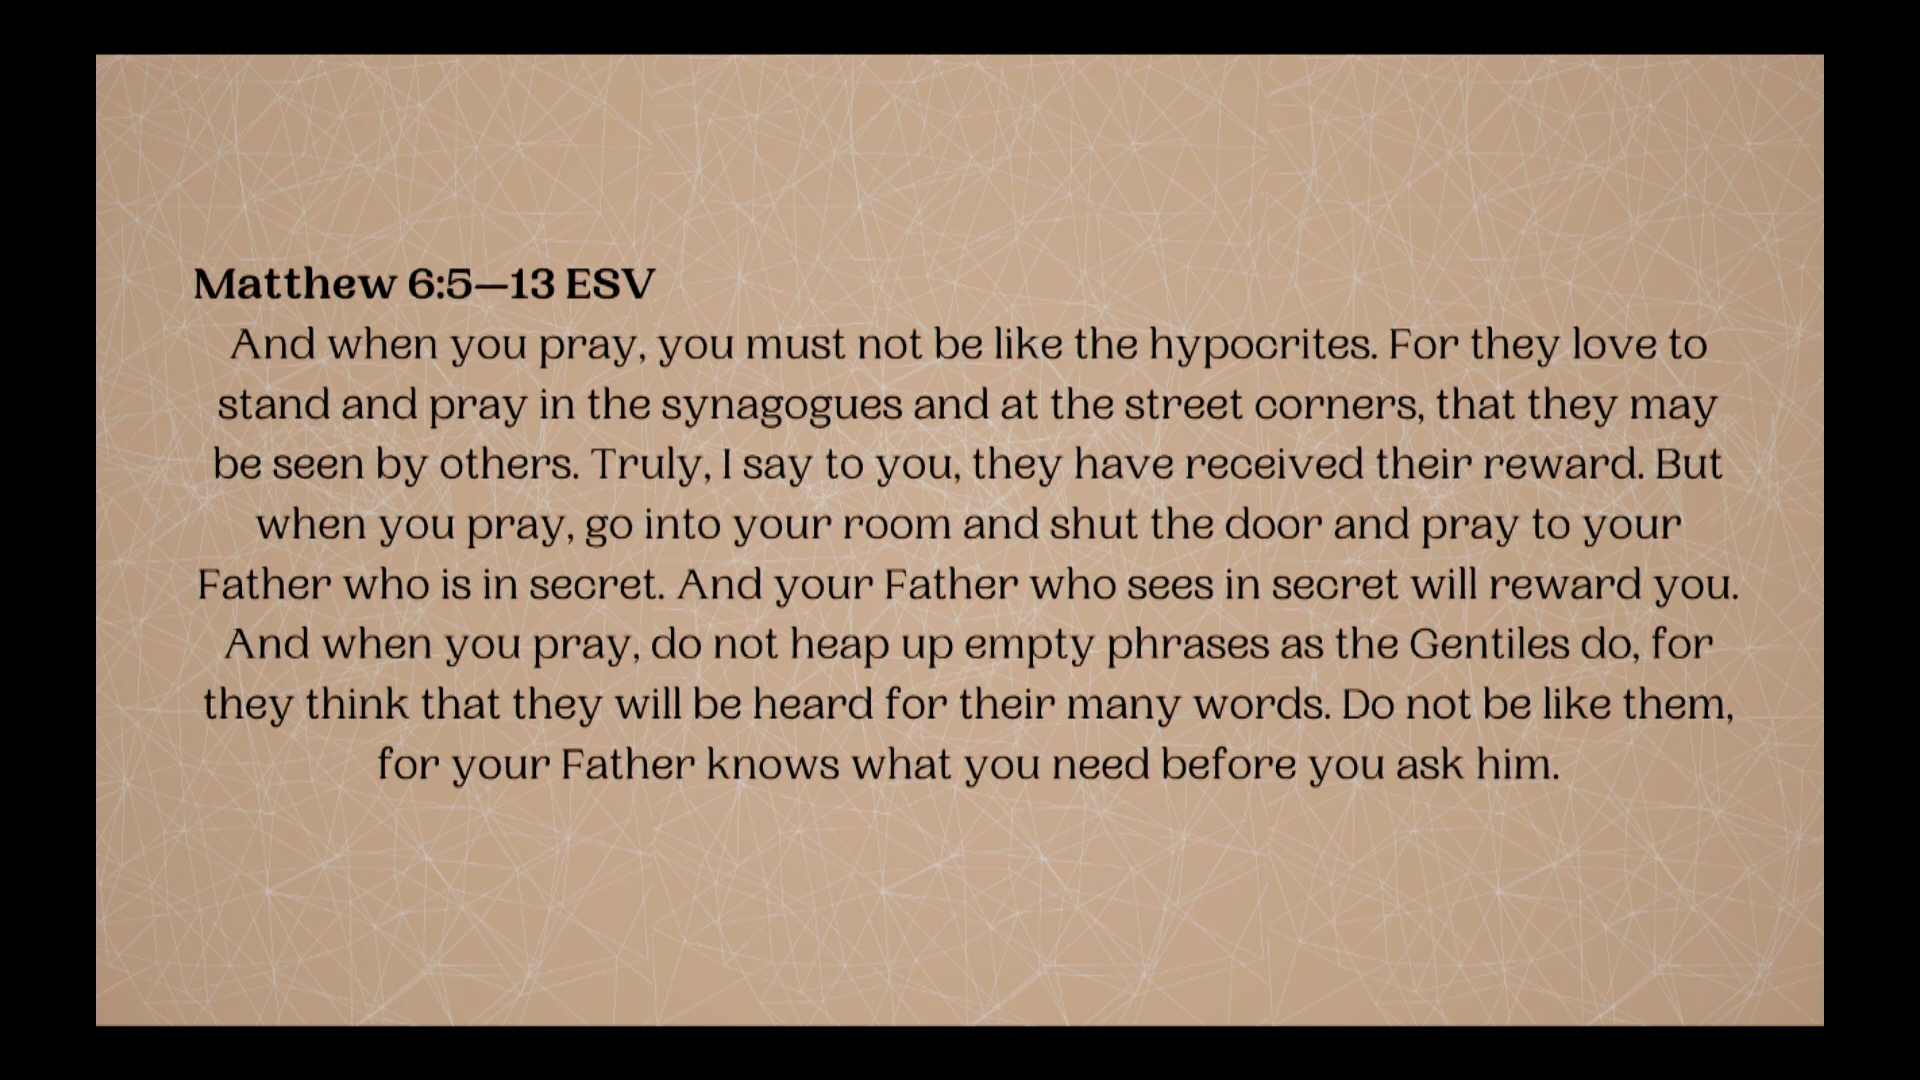 Matthew 6:5—13 ESV
And when you pray, you must not be like the hypocrites. For they love to
stand and pray in the synagogues and at the street corners, that they may
be seen by others. Truly, I say to you, they have received their reward. But
when you pray, go into your room and shut the door and pray to your
Father who is in secret. And your Father who sees in secret will reward you.
And when you pray, do not heap up empty phrases as the Gentiles do, for
they think that they will be heard for their many words. Do not be like them,
for your Father knows what you need before you ask him.